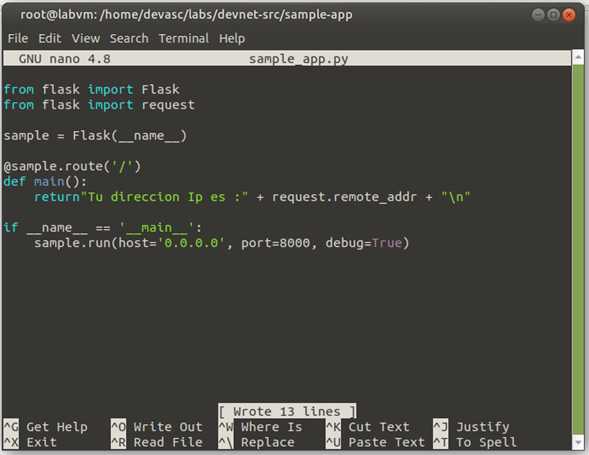 root@labvm: /home/devasc/labs/devnet-src/sample-app
File Edit View Search Terminal Help
GNU nano 4.8 sample_app.py
from flask import Flask
from flask import request
sample = Flask(__name__)
@sample.route('/')
def main():
    return"Tu direccion Ip es :" + request.remote_addr + "\n"
if __name__ == '__main__':
    sample.run(host='0.0.0.0', port=8000, debug=True)
[ Wrote 13 lines ]
^G Get Help ^O Write Out ^W Where Is ^K Cut Text ^J Justify
^X Exit ^R Read File ^\ Replace ^U Paste Text ^T To Spell